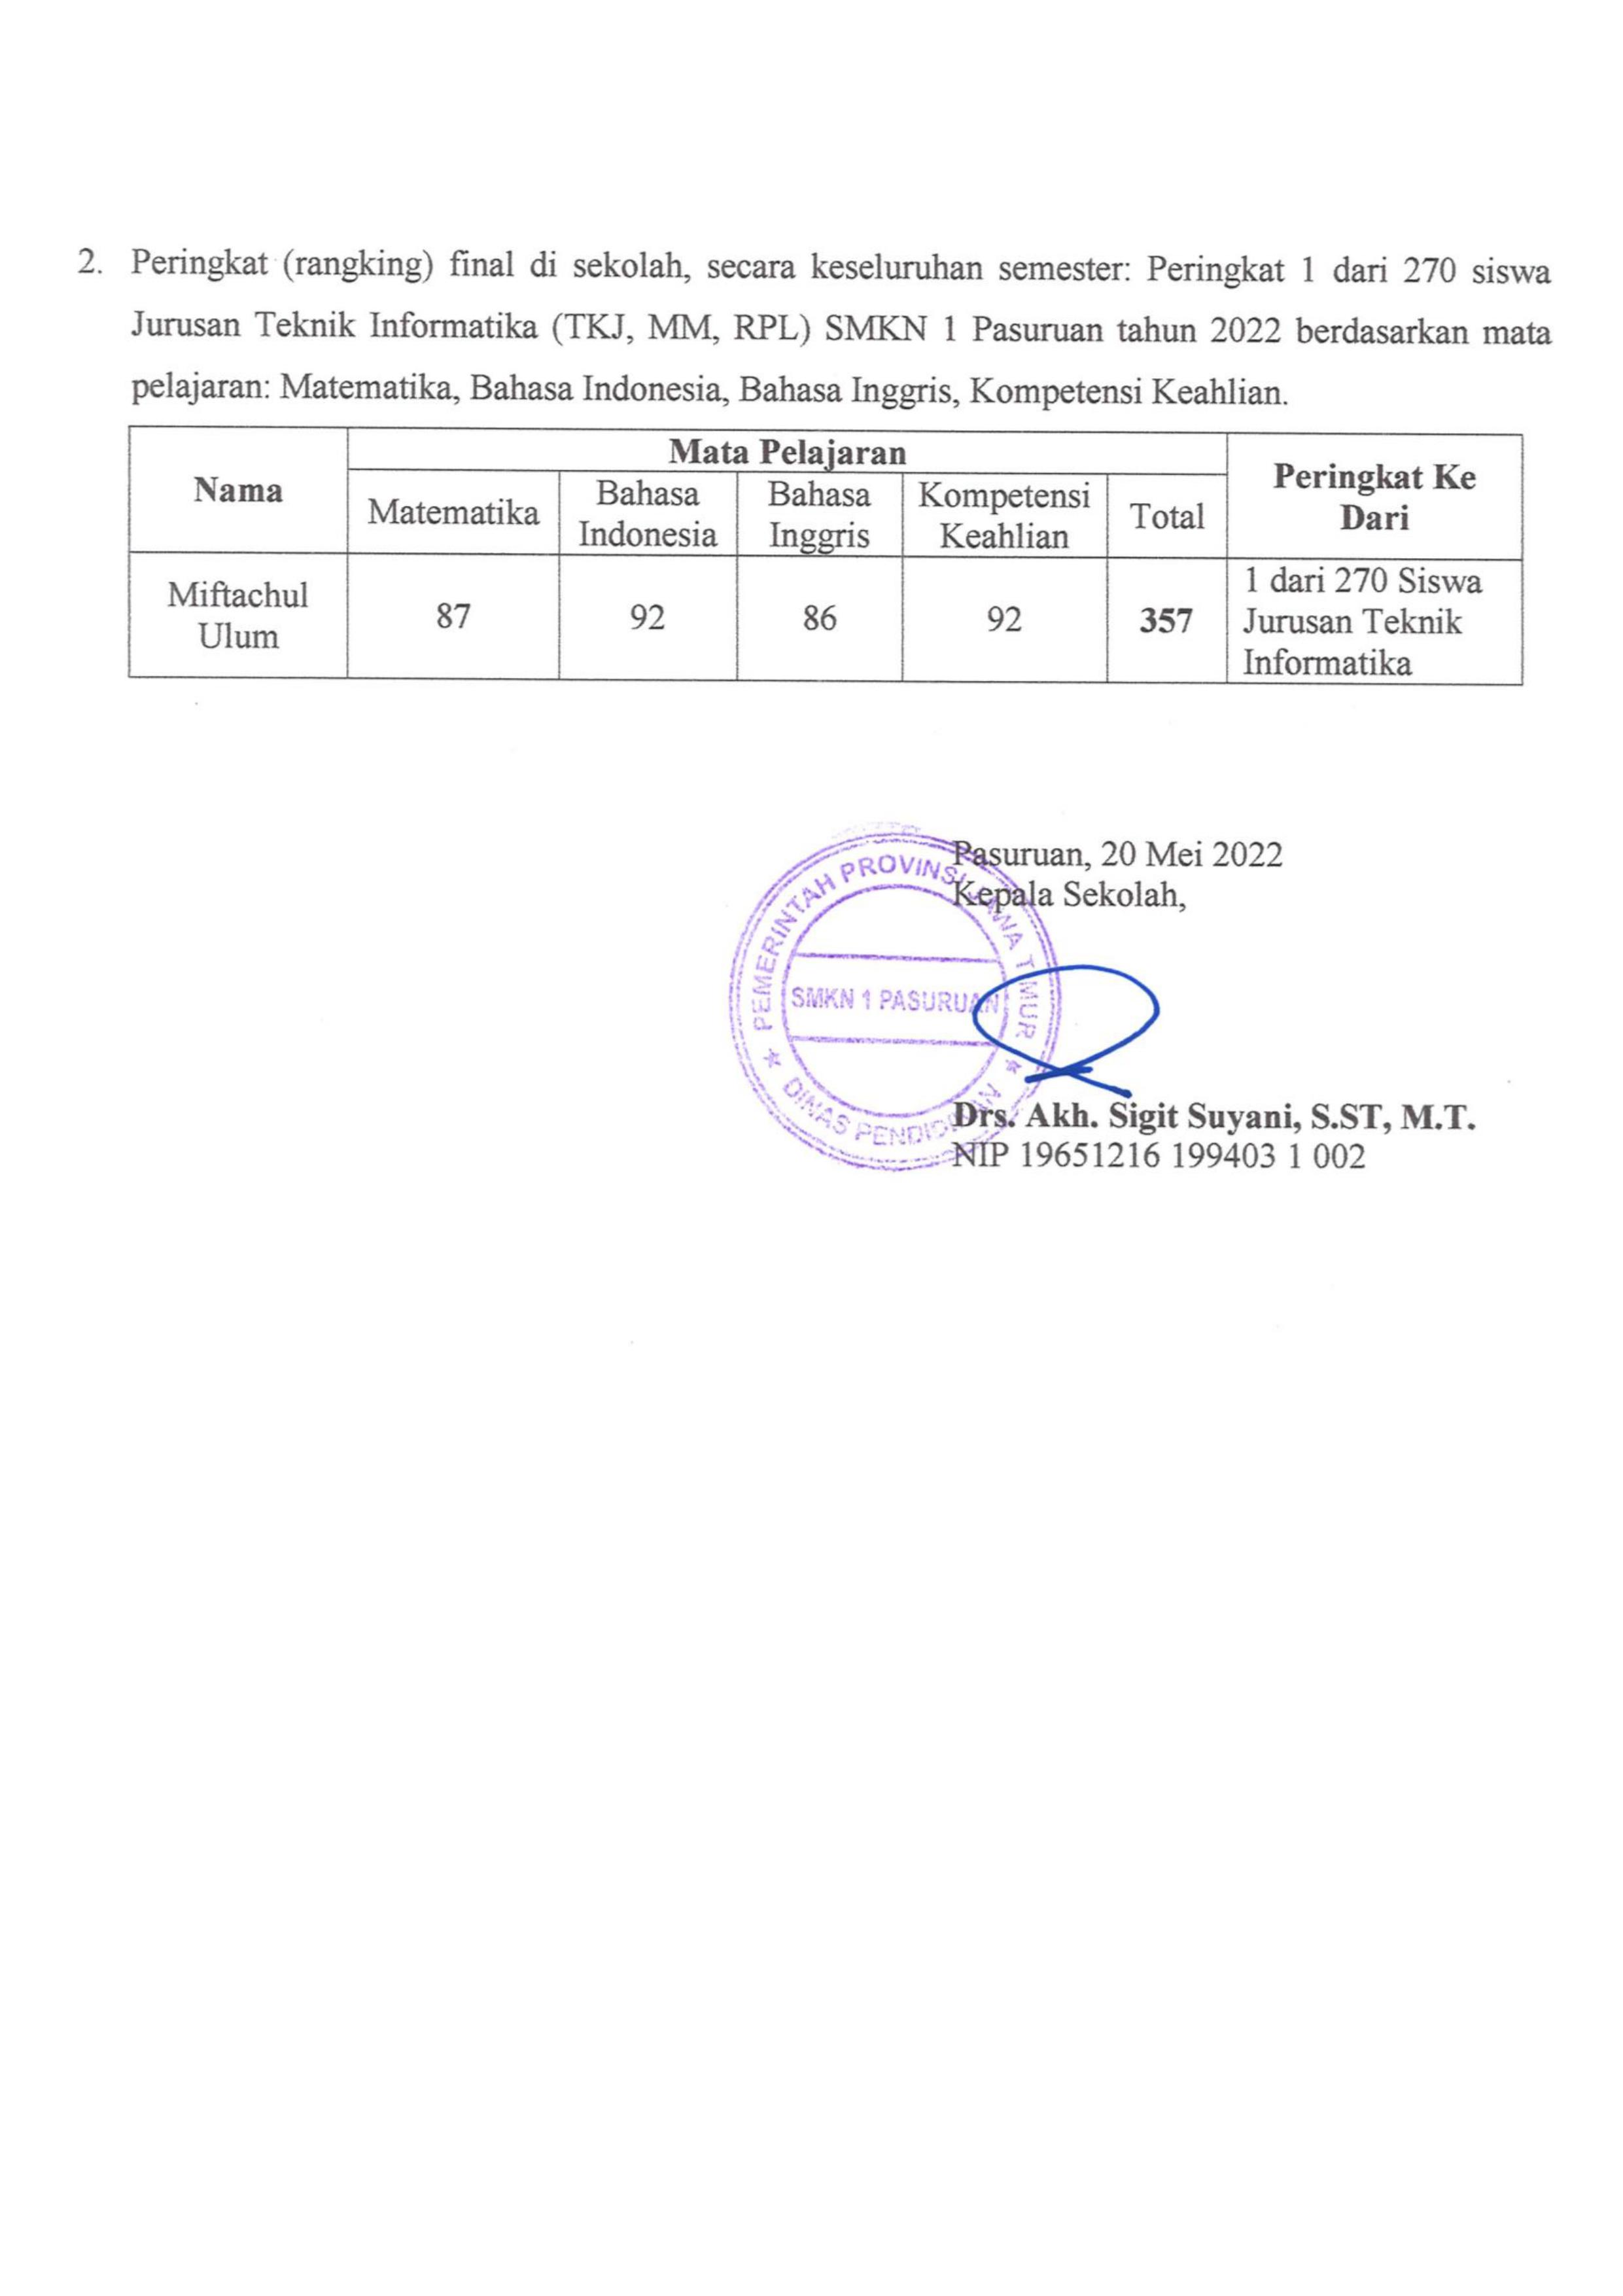 2. Peringkat (rangking) final di sekolah, secara keseluruhan semester: Peringkat 1 dari 270 siswa
Jurusan Teknik Informatika (TKJ, MM, RPL) SMKN 1 Pasuruan tahun 2022 berdasarkan mata
pelajaran: Matematika, Bahasa Indonesia, Bahasa Inggris, Kompetensi Keahlian.
Nama
Mata Pelajaran
Peringkat Ke
Dari
Matematika
Bahasa
Indonesia
Bahasa
Inggris
Kompetensi
Keahlian
Total
Miftachul
Ulum
87
92
86
92
357
1 dari 270 Siswa
Jurusan Teknik
Informatika
Pasuruan, 20 Mei 2022
Kepala Sekolah,
PEMERINTAH PROVINSI JAWA TIMUR
SMKN 1 PASURUAN
DINAS PENDIDIKAN
Drs. Akh. Sigit Suyani, S.ST, M.T.
NIP 19651216 199403 1 002